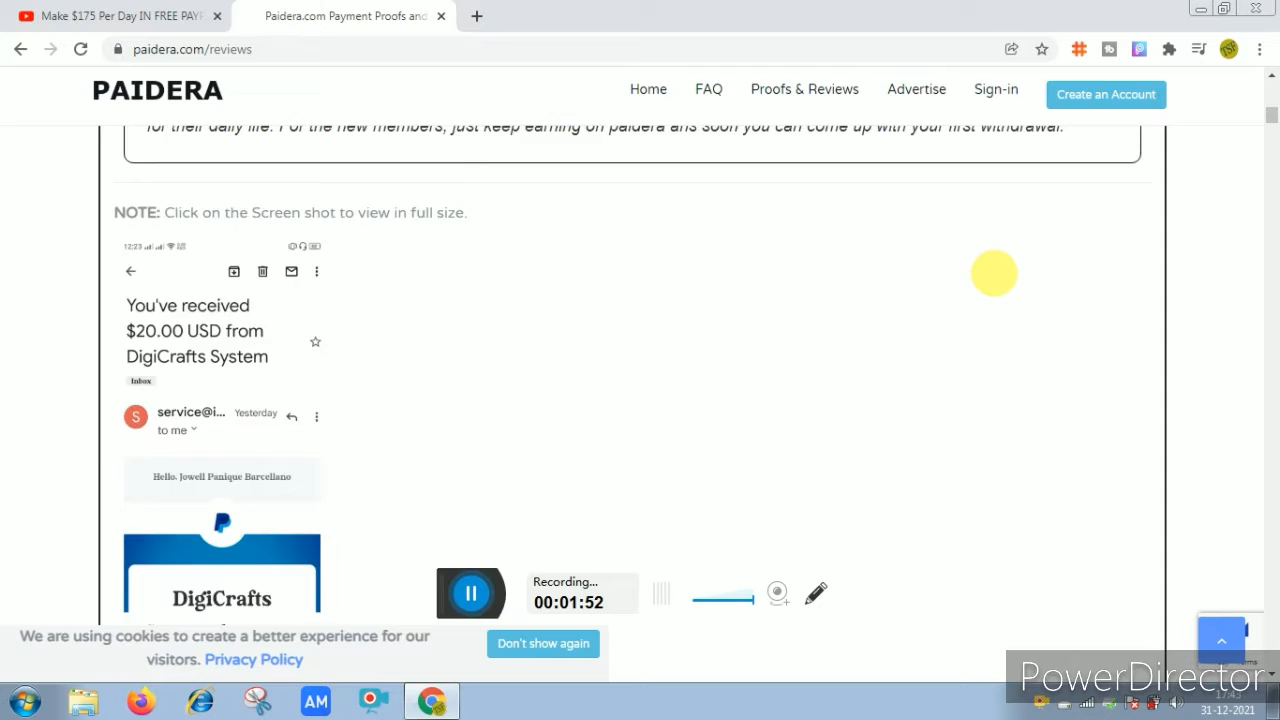 Make $175 Per Day IN FREE PAYP
Paidera.com Payment Proofs and
paidera.com/reviews
PAIDERA
Home
FAQ
Proofs & Reviews
Advertise
Sign-in
Create an Account
for their daily life. For the new members, just keep earning on paidera ans soon you can come up with your first withdrawal.
NOTE: Click on the Screen shot to view in full size.
12:23
You've received
$20.00 USD from
DigiCrafts System
Inbox
S
service@i... Yesterday
to me
Hello, Jowell Panique Barcellano
DigiCrafts
Recording...
00:01:52
We are using cookies to create a better experience for our
visitors. Privacy Policy
Don't show again
PowerDirector
AM
17:43
31-12-2021